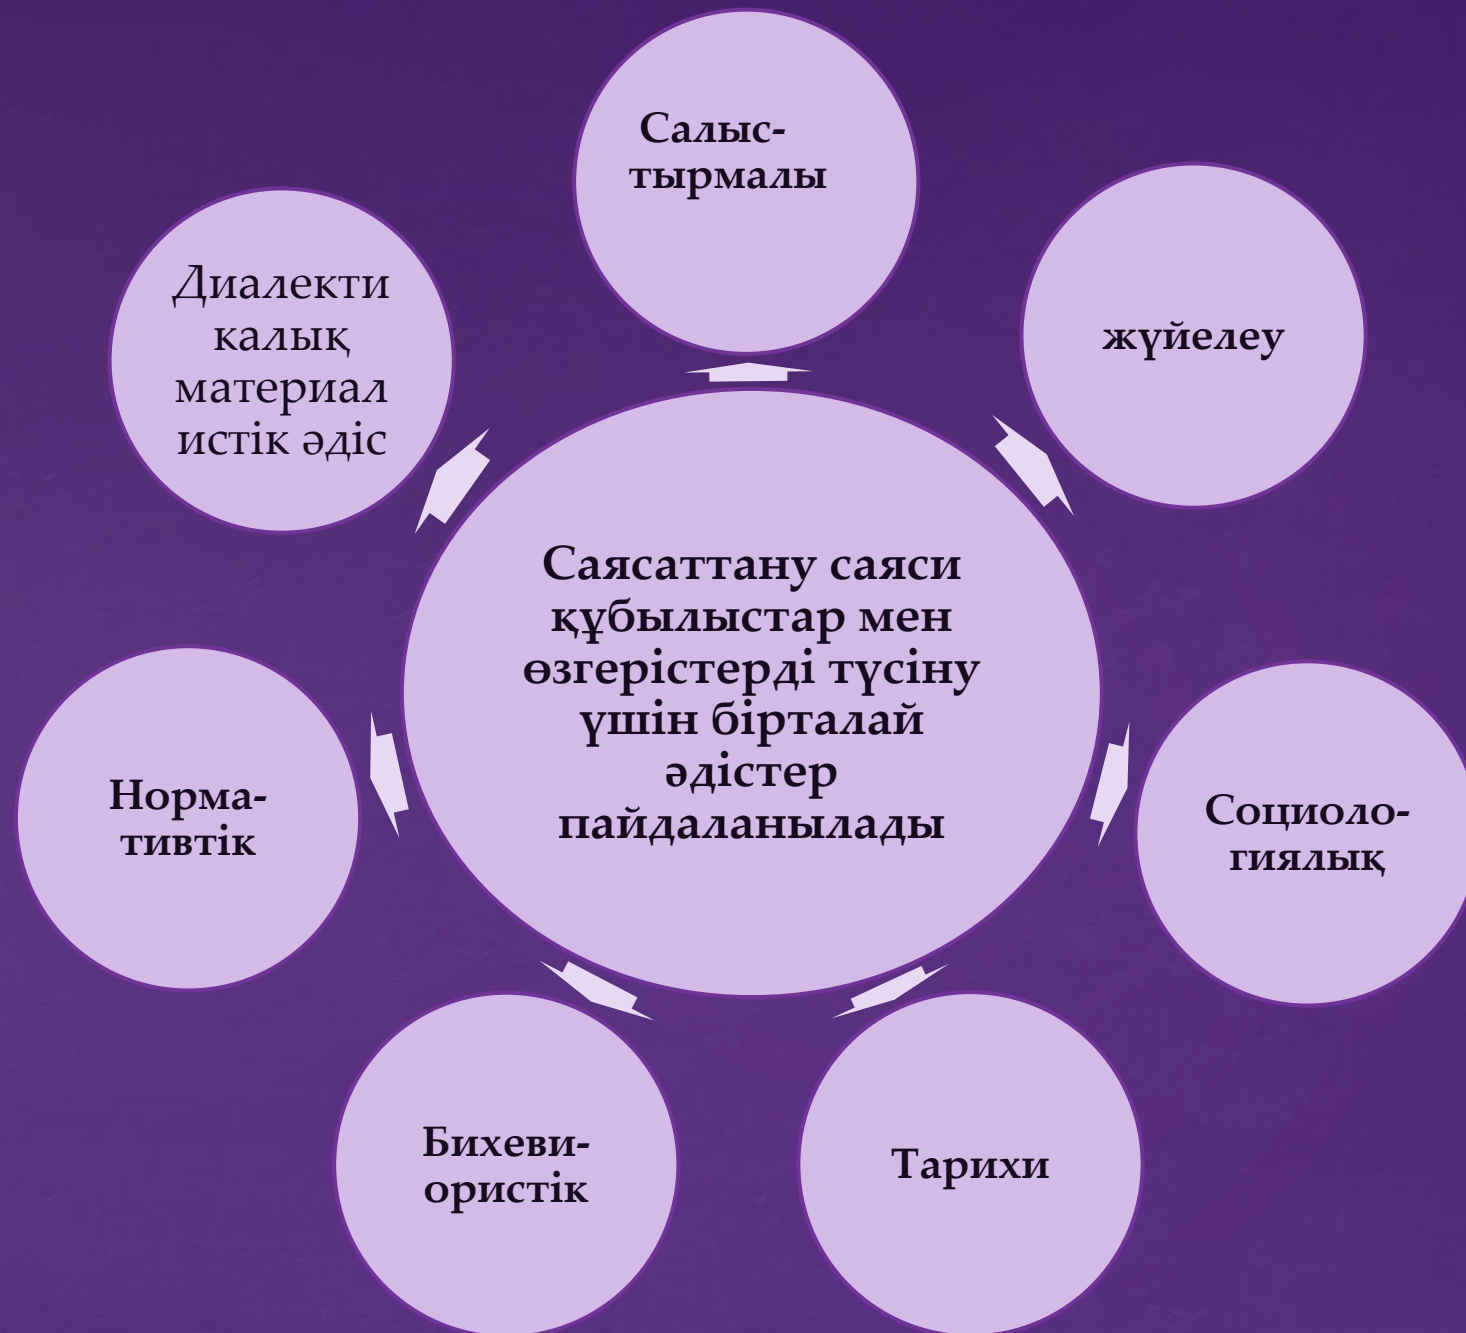 Салыс-
тырмалы
жүйелеу
Социоло-
гиялық
Тарихи
Бихеви-
ористік
Норма-
тивтік
Диалекти
калық
материал
истік әдіс
Саясаттану саяси
құбылыстар мен
өзгерістерді түсіну
үшін бірталай
әдістер
пайдаланылады